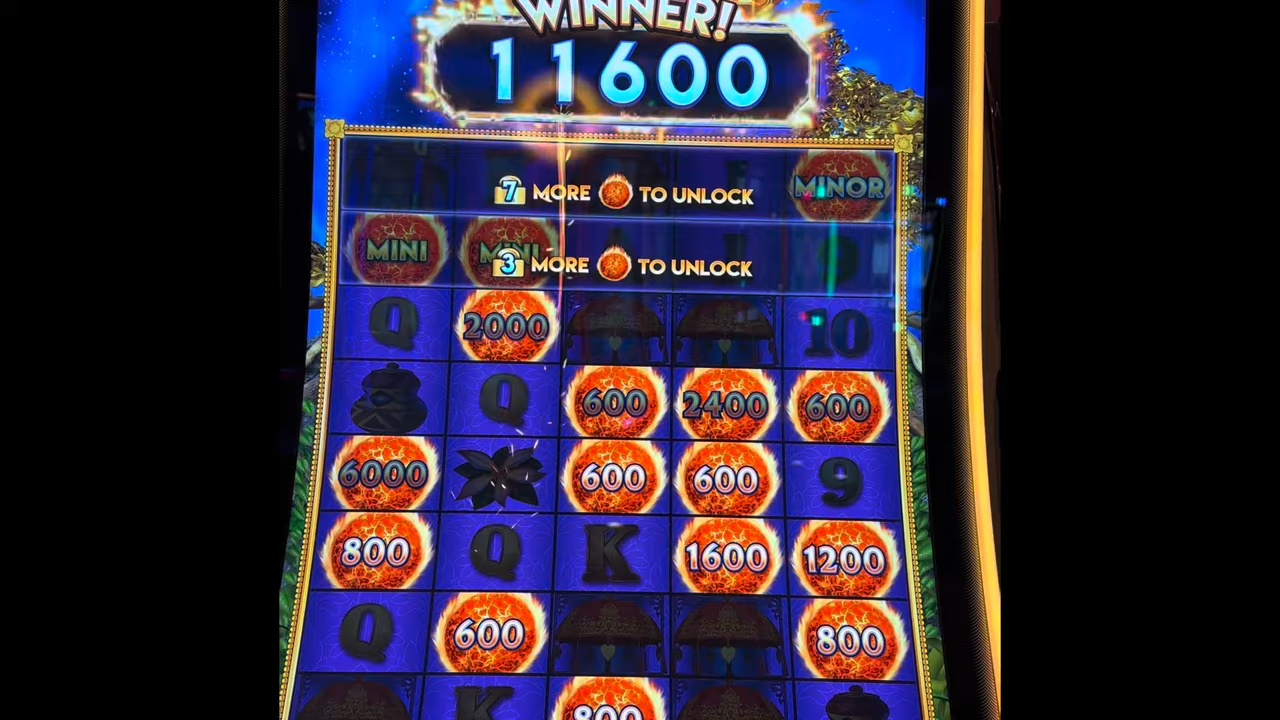 WINNER!
11600
7 MORE TO UNLOCK MINOR
MINI MINI
3 MORE TO UNLOCK
Q 2000 10
Q 600 2400 600
6000 600 600 9
800 Q K 1600 1200
Q 600 800
K 800